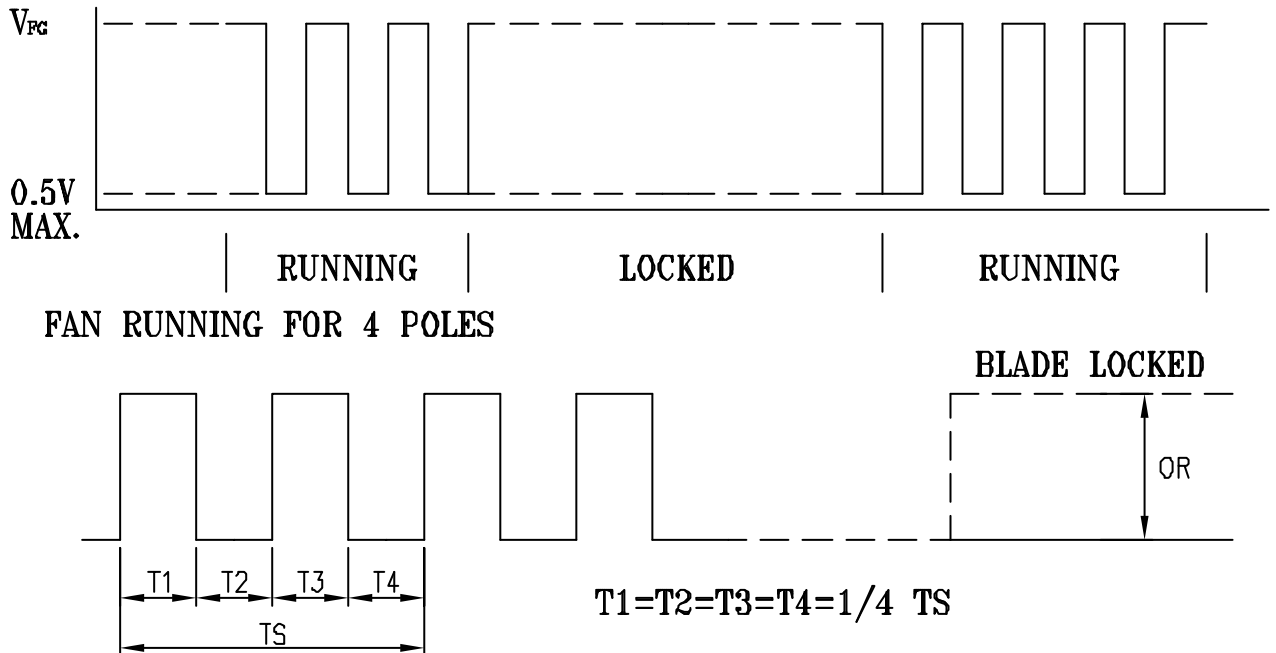 VFG
0.5V
MAX.
RUNNING LOCKED RUNNING
FAN RUNNING FOR 4 POLES
BLADE LOCKED
OR
T1 T2 T3 T4
TS
T1=T2=T3=T4=1/4 TS